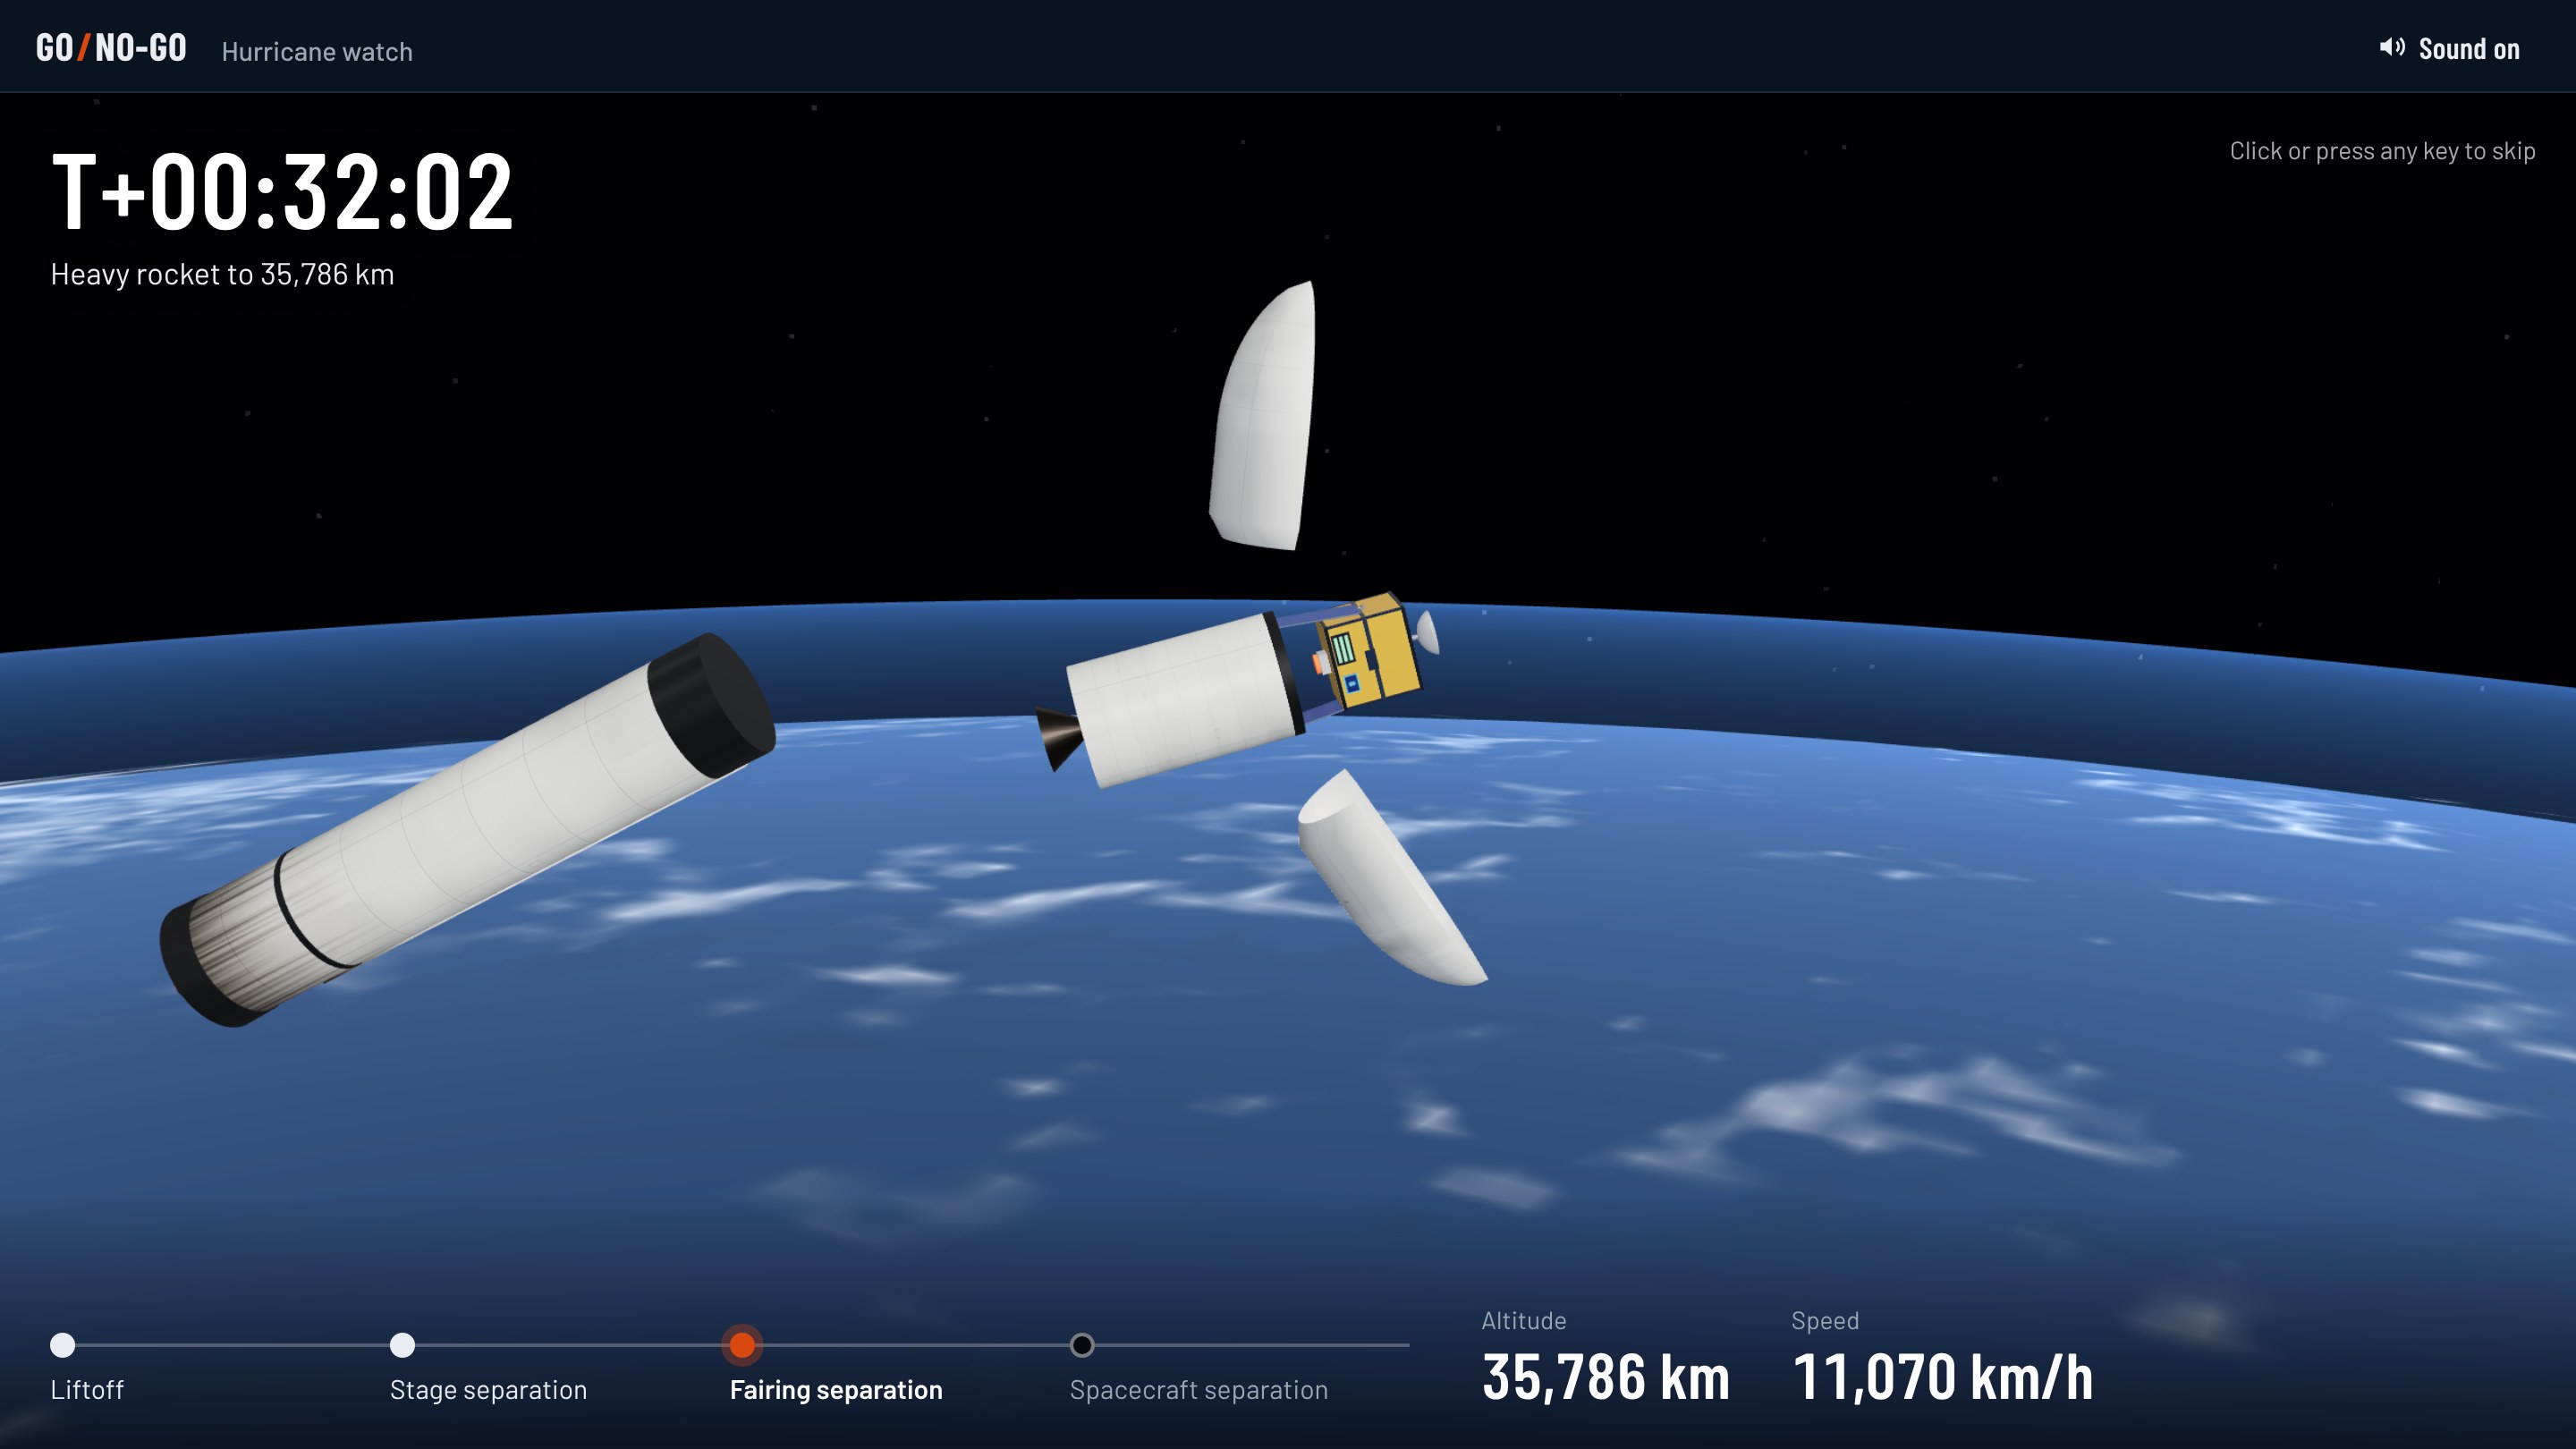 GO/NO-GO Hurricane watch
Sound on
T+00:32:02
Click or press any key to skip
Heavy rocket to 35,786 km
Liftoff
Stage separation
Fairing separation
Spacecraft separation
Altitude
35,786 km
Speed
11,070 km/h